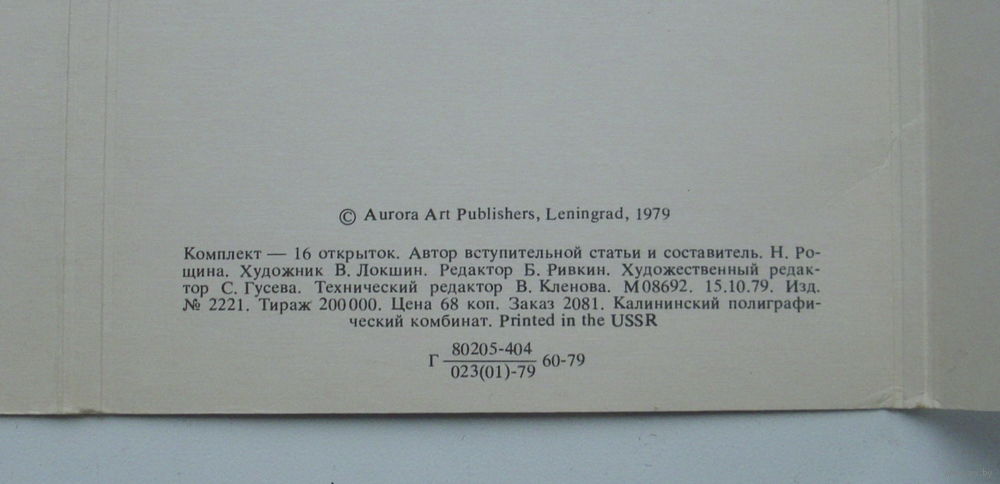 © Aurora Art Publishers, Leningrad, 1979
Комплект — 16 открыток. Автор вступительной статьи и составитель. Н. Ро-
щина. Художник В. Локшин. Редактор Б. Ривкин. Художественный редак-
тор С. Гусева. Технический редактор В. Кленова. М08692. 15.10.79. Изд.
№ 2221. Тираж 200000. Цена 68 коп. Заказ 2081. Калининский полиграфи-
ческий комбинат. Printed in the USSR
Г 80205-404 60-79
023(01)-79